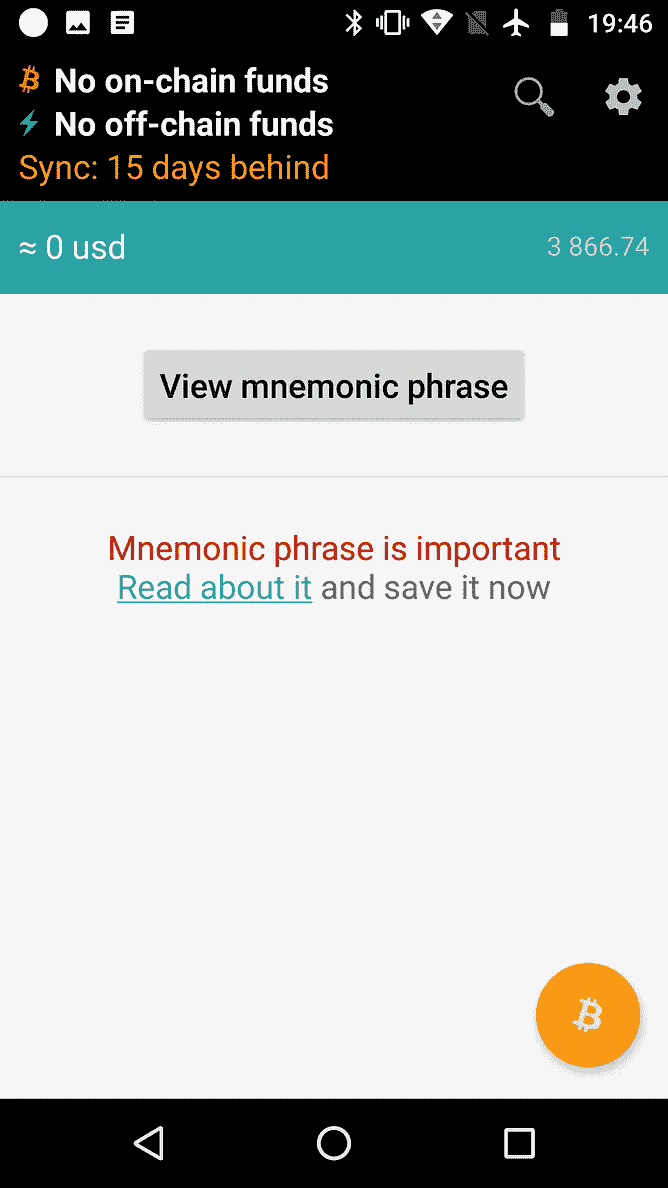 19:46
No on-chain funds
No off-chain funds
Sync: 15 days behind
≈ 0 usd
3 866.74
View mnemonic phrase
Mnemonic phrase is important
Read about it and save it now